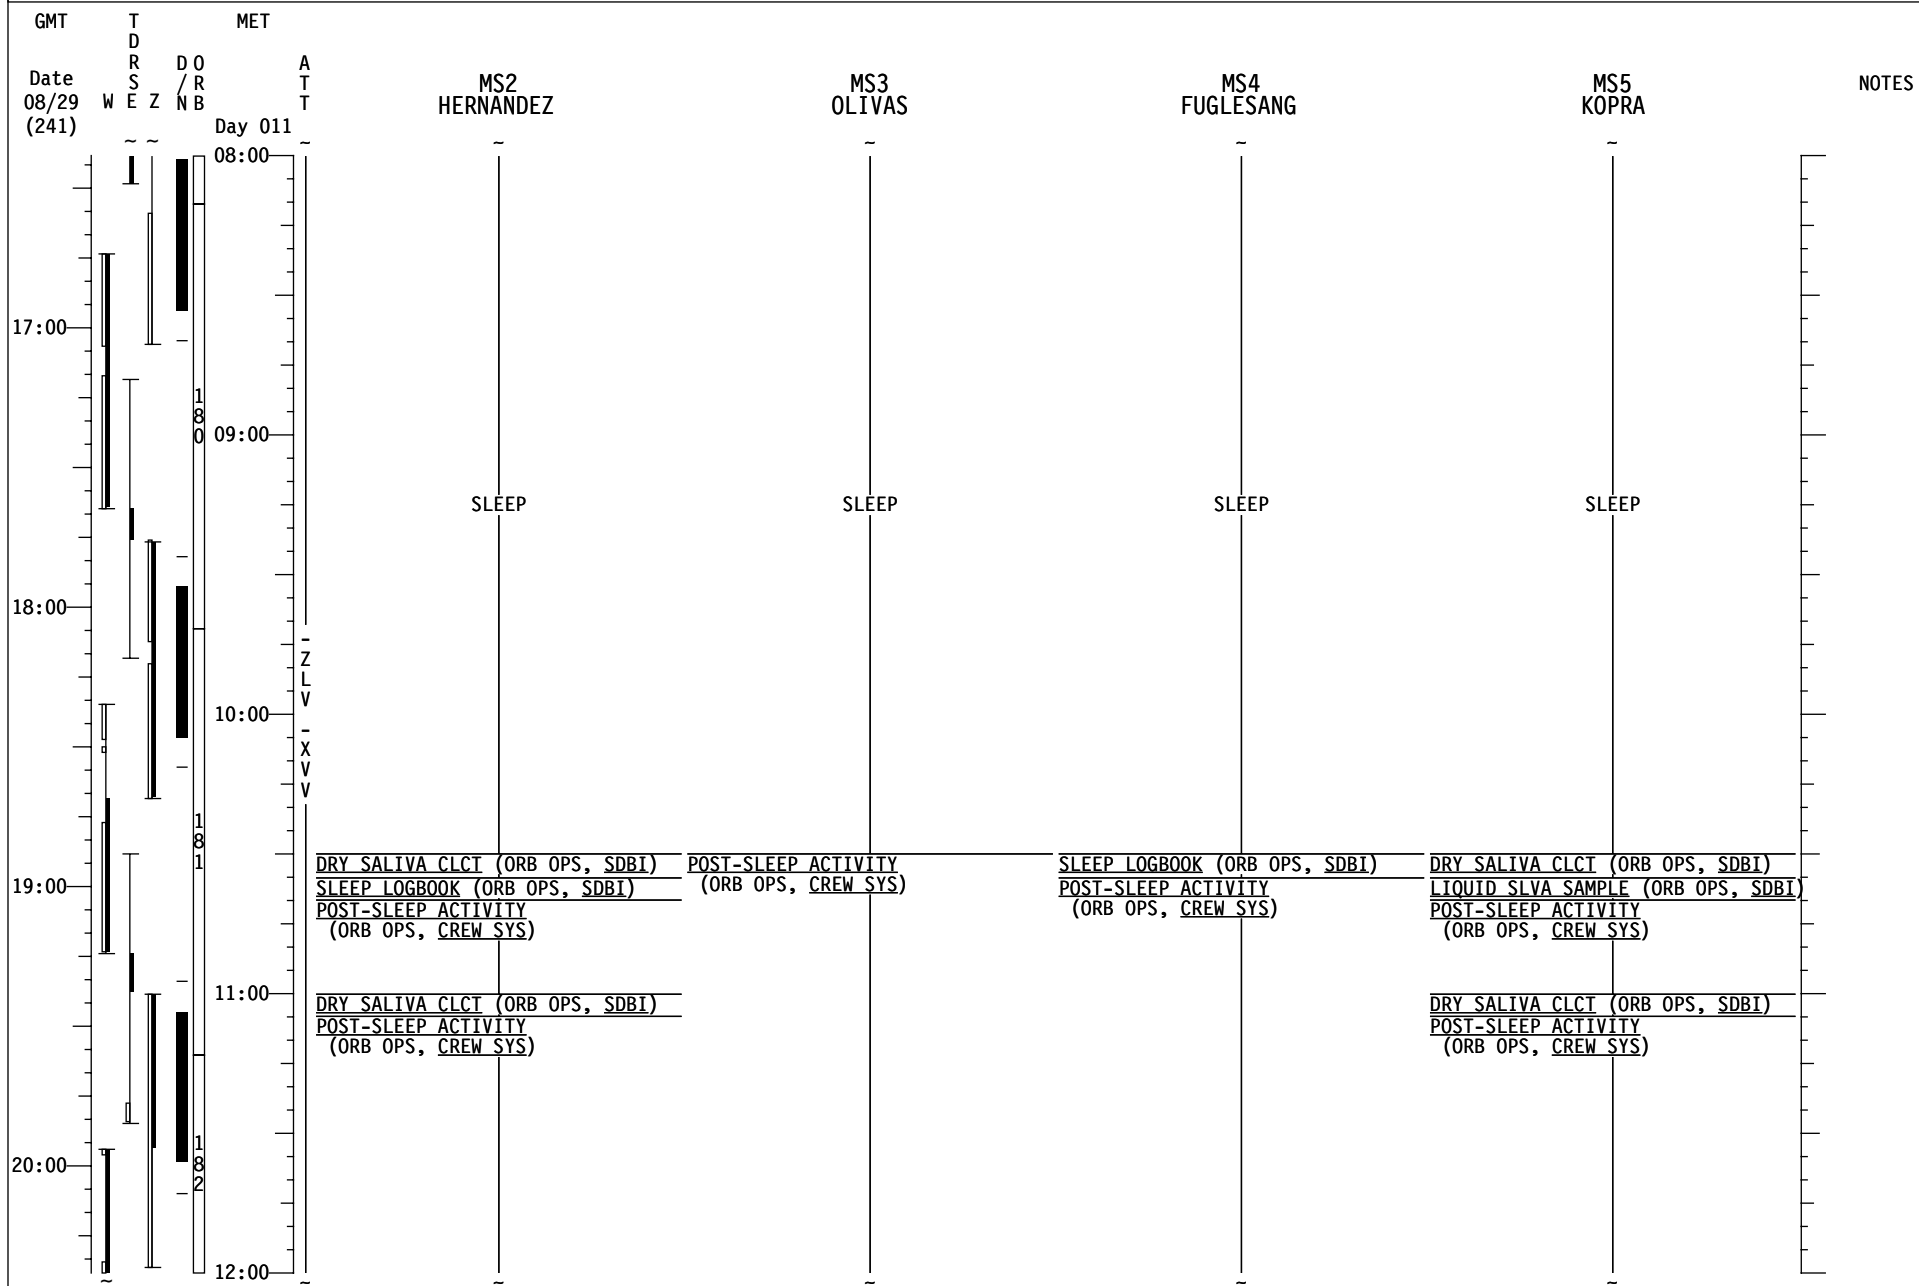 GMT
TDRS
MET
Date
08/29
(241)
W E Z
D/N
ORB
Day 011
ATT
MS2
HERNANDEZ
MS3
OLIVAS
MS4
FUGLESANG
MS5
KOPRA
NOTES
~ ~ ~ ~ ~ ~ ~
08:00
17:00
180
09:00
SLEEP
SLEEP
SLEEP
SLEEP
18:00
-ZLV -XVV
10:00
181
19:00
DRY SALIVA CLCT (ORB OPS, SDBI)
SLEEP LOGBOOK (ORB OPS, SDBI)
POST-SLEEP ACTIVITY
(ORB OPS, CREW SYS)
POST-SLEEP ACTIVITY
(ORB OPS, CREW SYS)
SLEEP LOGBOOK (ORB OPS, SDBI)
POST-SLEEP ACTIVITY
(ORB OPS, CREW SYS)
DRY SALIVA CLCT (ORB OPS, SDBI)
LIQUID SLVA SAMPLE (ORB OPS, SDBI)
POST-SLEEP ACTIVITY
(ORB OPS, CREW SYS)
11:00
DRY SALIVA CLCT (ORB OPS, SDBI)
POST-SLEEP ACTIVITY
(ORB OPS, CREW SYS)
DRY SALIVA CLCT (ORB OPS, SDBI)
POST-SLEEP ACTIVITY
(ORB OPS, CREW SYS)
20:00
182
12:00
~ ~ ~ ~ ~ ~